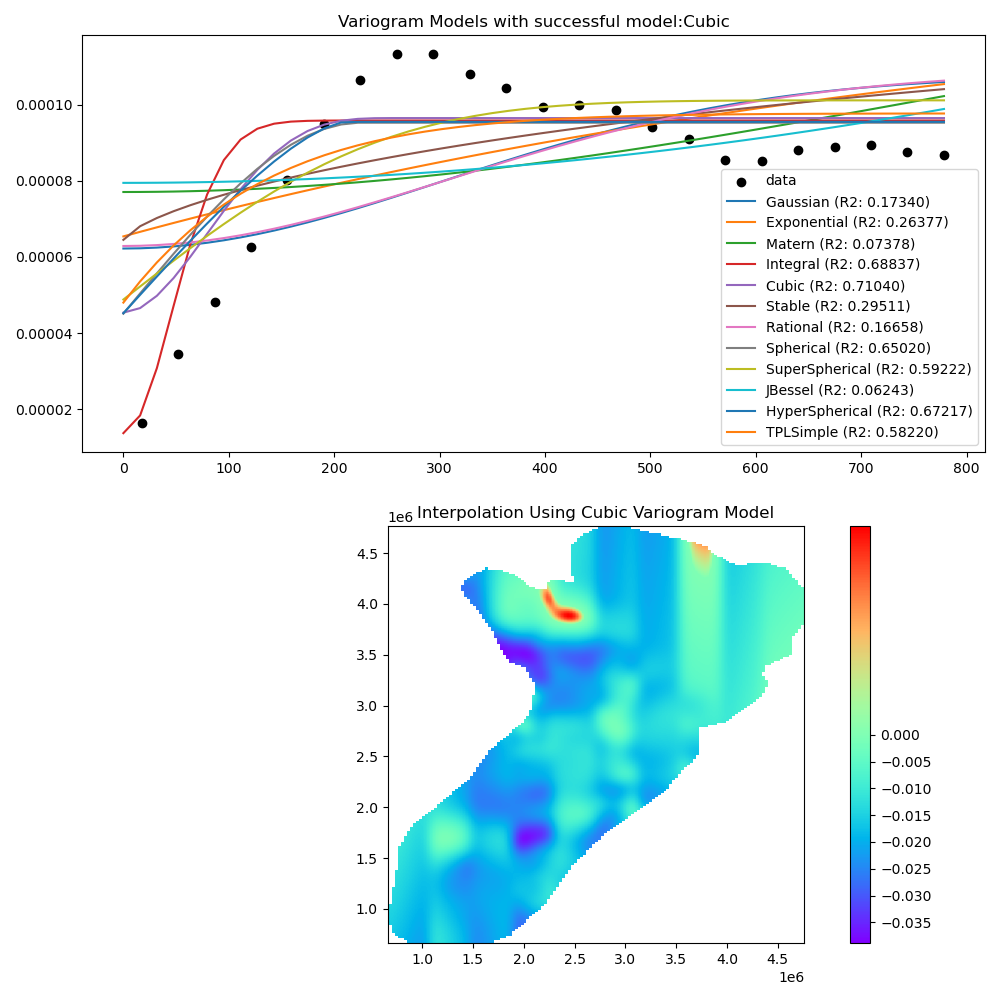 Variogram Models with successful model:Cubic
0.00010
0.00008
0.00006
0.00004
0.00002
data
Gaussian (R2: 0.17340)
Exponential (R2: 0.26377)
Matern (R2: 0.07378)
Integral (R2: 0.68837)
Cubic (R2: 0.71040)
Stable (R2: 0.29511)
Rational (R2: 0.16658)
Spherical (R2: 0.65020)
SuperSpherical (R2: 0.59222)
JBessel (R2: 0.06243)
HyperSpherical (R2: 0.67217)
TPLSimple (R2: 0.58220)
0 100 200 300 400 500 600 700 800
1e6 Interpolation Using Cubic Variogram Model
4.5
4.0
3.5
3.0
2.5
2.0
1.5
1.0
1.0 1.5 2.0 2.5 3.0 3.5 4.0 4.5
1e6
0.000
−0.005
−0.010
−0.015
−0.020
−0.025
−0.030
−0.035